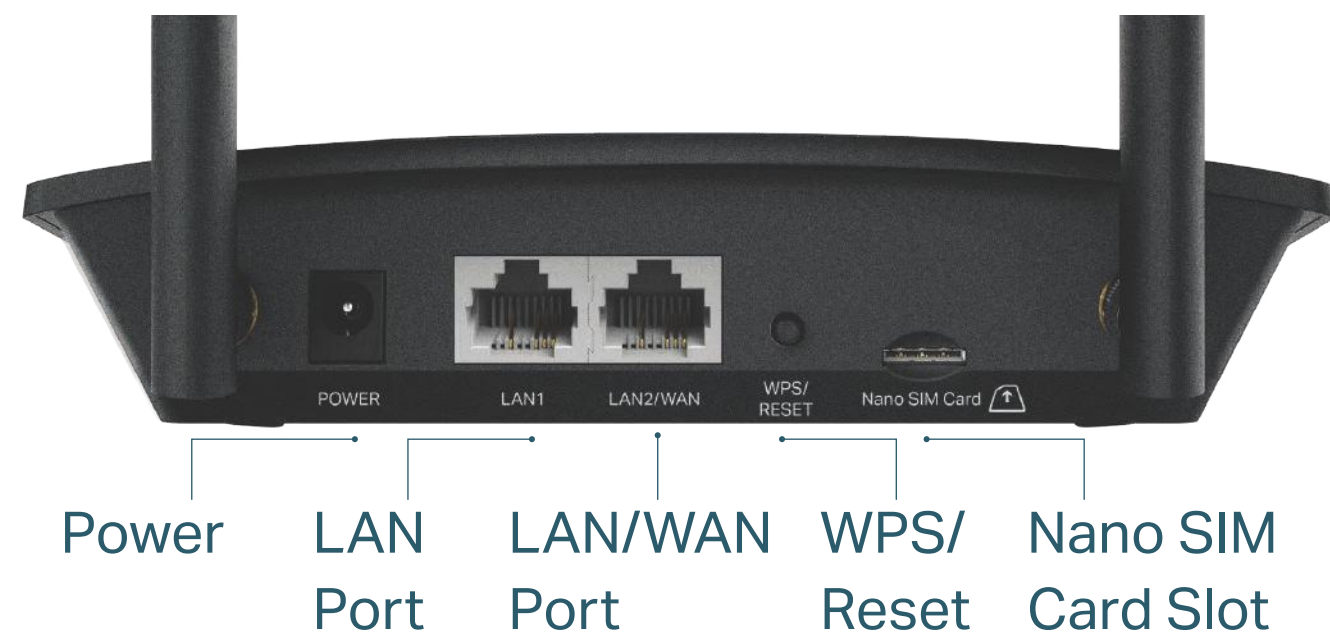 POWER
LAN1
LAN2/WAN
WPS/
RESET
Nano SIM Card
Power
LAN
Port
LAN/WAN
Port
WPS/
Reset
Nano SIM
Card Slot